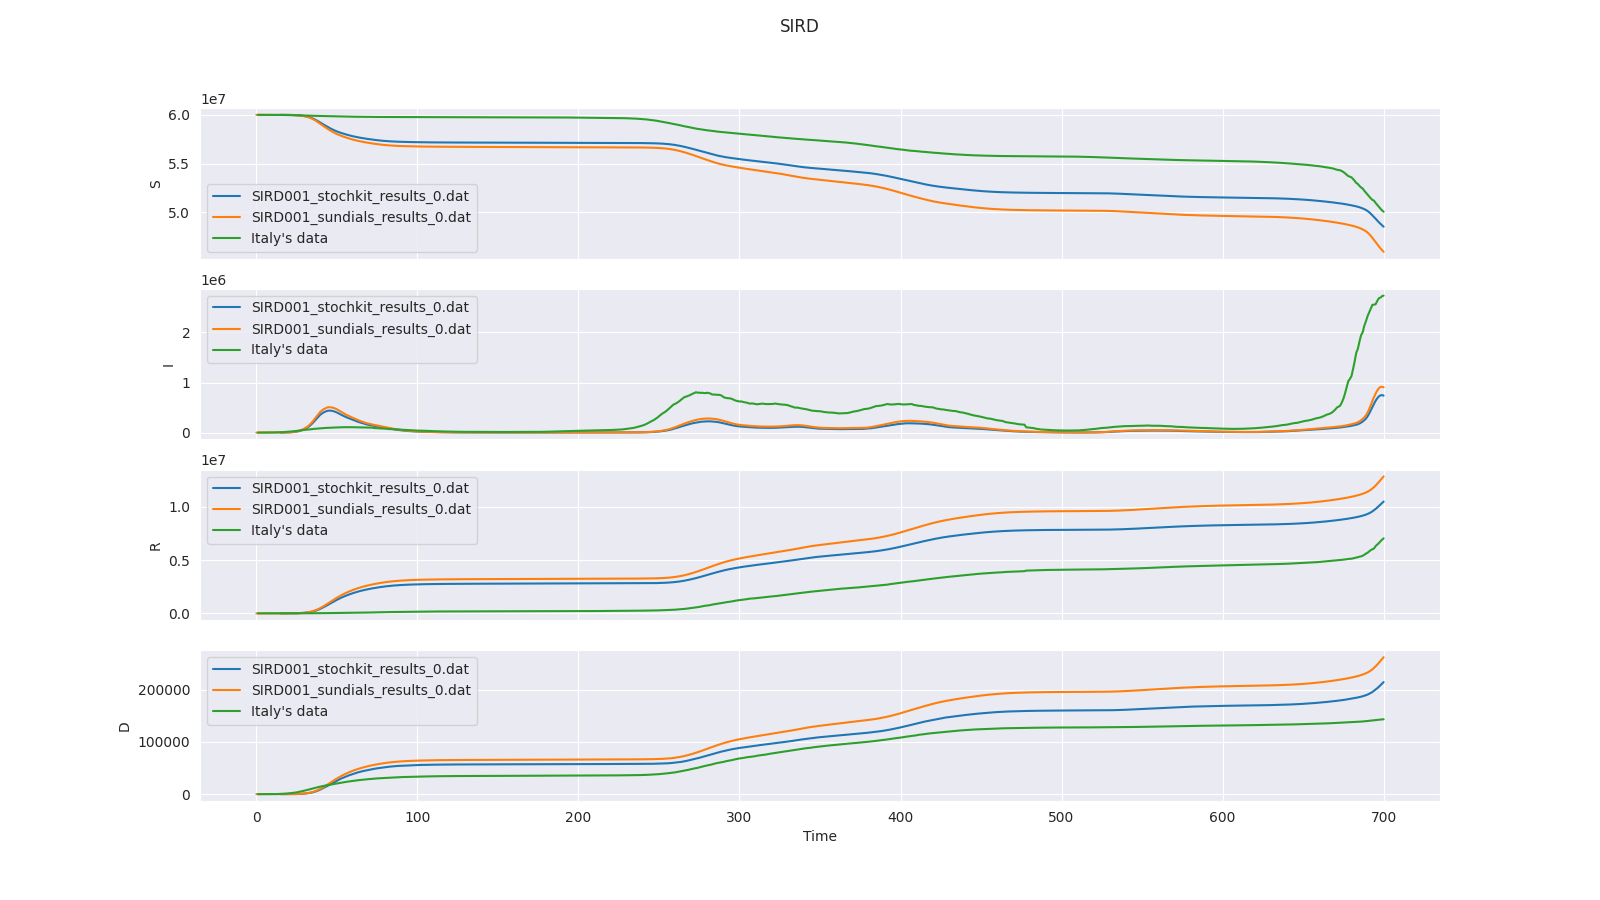 SIRD
1e7
6.0
5.5
5.0
S
SIRD001_stochkit_results_0.dat
SIRD001_sundials_results_0.dat
Italy's data
1e6
2
1
0
I
SIRD001_stochkit_results_0.dat
SIRD001_sundials_results_0.dat
Italy's data
1e7
1.0
0.5
0.0
R
SIRD001_stochkit_results_0.dat
SIRD001_sundials_results_0.dat
Italy's data
200000
100000
0
D
SIRD001_stochkit_results_0.dat
SIRD001_sundials_results_0.dat
Italy's data
0 100 200 300 400 500 600 700
Time